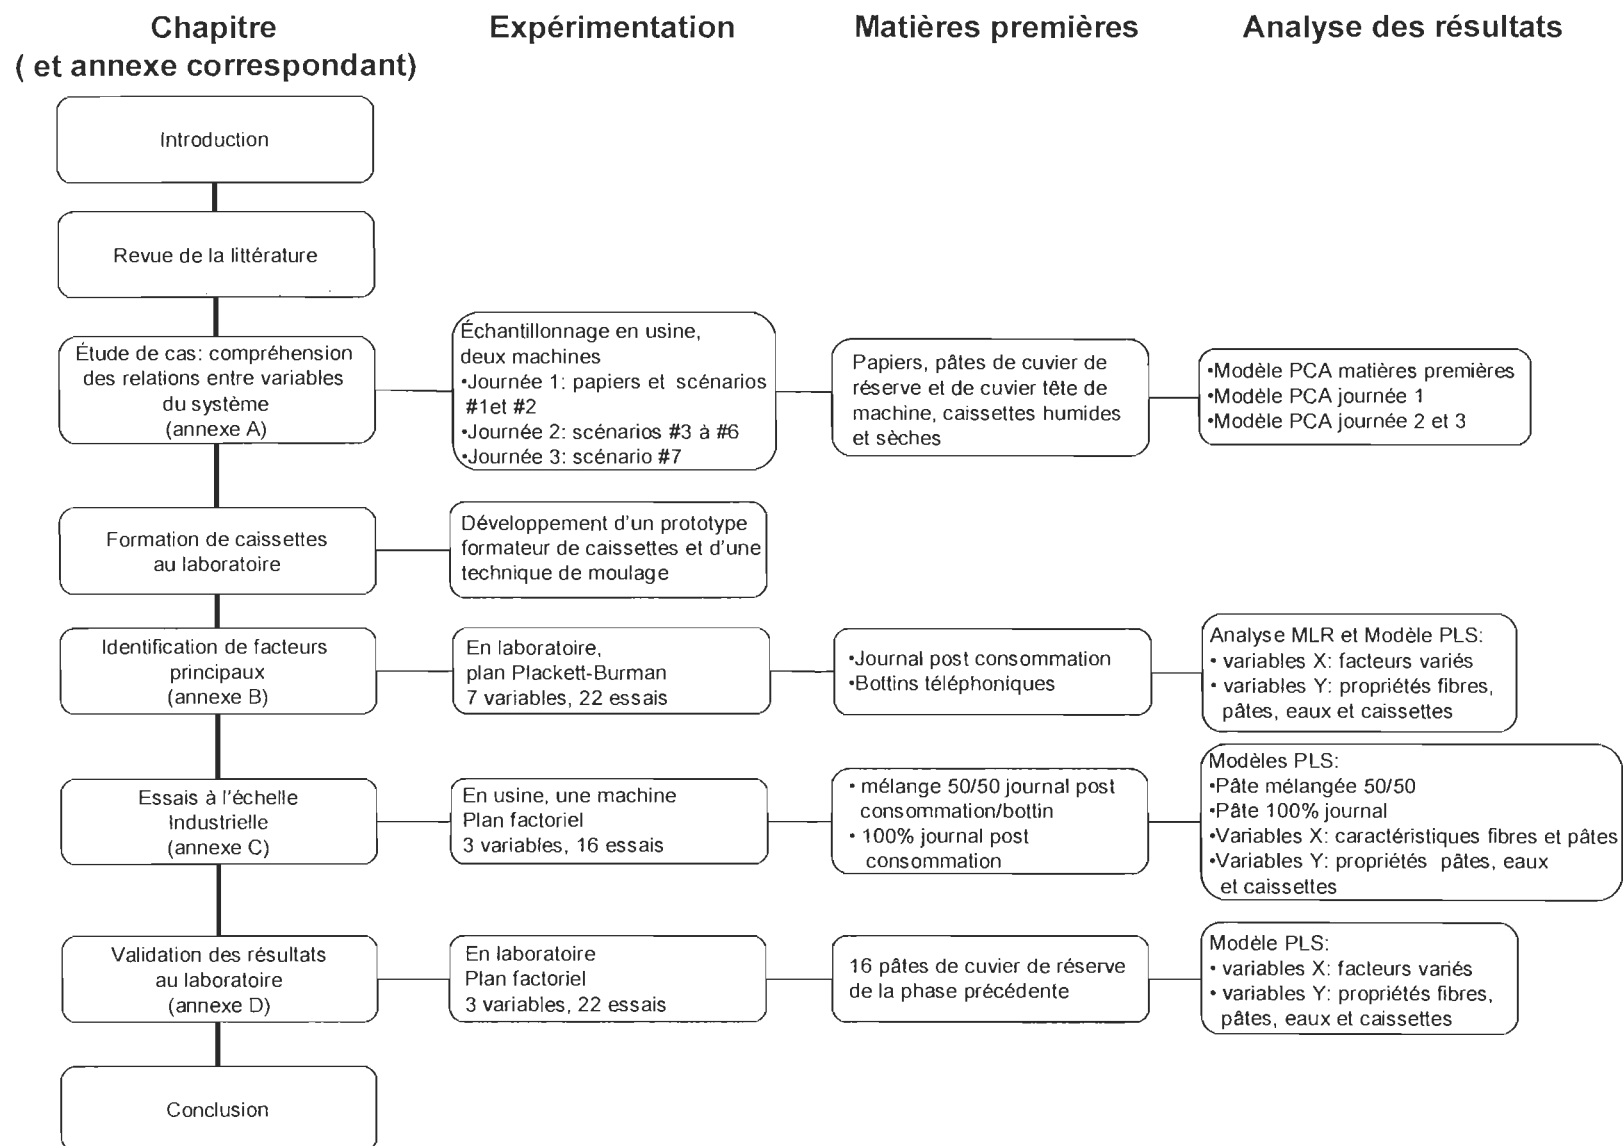 Chapitre
( et annexe correspondant)
Expérimentation
Matières premières
Analyse des résultats
Introduction
Revue de la littérature
Étude de cas: compréhension
des relations entre variables
du système
(annexe A)
Échantillonnage en usine,
deux machines
•Journée 1: papiers et scénarios
#1et #2
•Journée 2: scénarios #3 à #6
•Journée 3: scénario #7
Papiers, pâtes de cuvier de
réserve et de cuvier tête de
machine, caissettes humides
et sèches
•Modèle PCA matières premières
•Modèle PCA journée 1
•Modèle PCA journée 2 et 3
Formation de caissettes
au laboratoire
Développement d'un prototype
formateur de caissettes et d'une
technique de moulage
Identification de facteurs
principaux
(annexe B)
En laboratoire,
plan Plackett-Burman
7 variables, 22 essais
•Journal post consommation
•Bottins téléphoniques
Analyse MLR et Modèle PLS:
• variables X: facteurs variés
• variables Y: propriétés fibres,
pâtes, eaux et caissettes
Essais à l'échelle
Industrielle
(annexe C)
En usine, une machine
Plan factoriel
3 variables, 16 essais
• mélange 50/50 journal post
consommation/bottin
• 100% journal post
consommation
Modèles PLS:
•Pâte mélangée 50/50
•Pâte 100% journal
•Variables X: caractéristiques fibres et pâtes
•Variables Y: propriétés pâtes, eaux
et caissettes
Validation des résultats
au laboratoire
(annexe D)
En laboratoire
Plan factoriel
3 variables, 22 essais
16 pâtes de cuvier de réserve
de la phase précédente
Modèle PLS:
• variables X: facteurs variés
• variables Y: propriétés fibres,
pâtes, eaux et caissettes
Conclusion